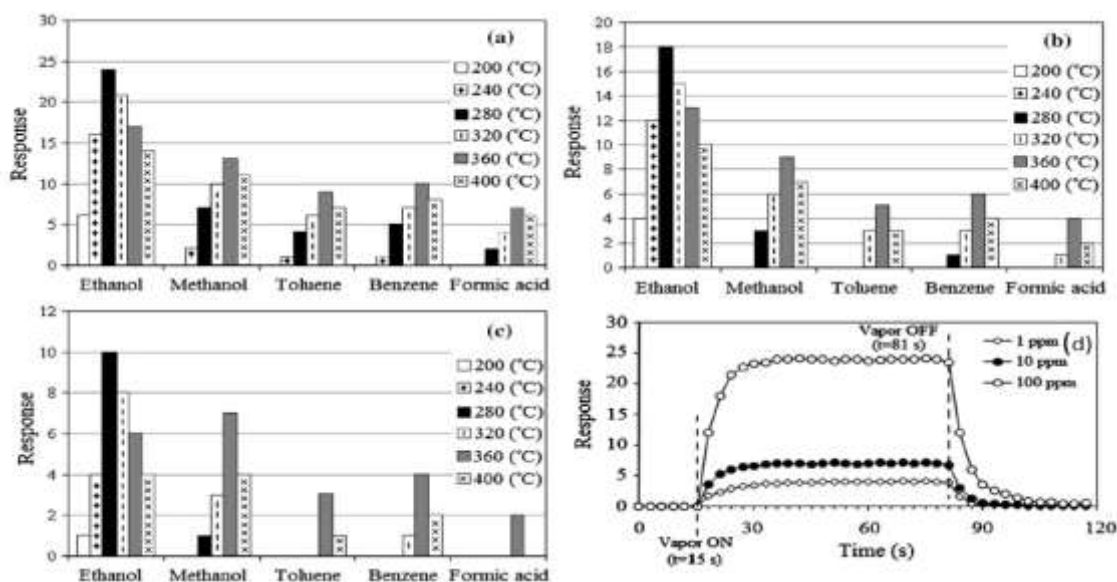 (a)
30
25
20
15
10
5
0
Response
200 (°C)
240 (°C)
280 (°C)
320 (°C)
360 (°C)
400 (°C)
Ethanol Methanol Toluene Benzene Formic acid
(b)
20
18
16
14
12
10
8
6
4
2
0
Response
200 (°C)
240 (°C)
280 (°C)
320 (°C)
360 (°C)
400 (°C)
Ethanol Methanol Toluene Benzene Formic acid
(c)
12
10
8
6
4
2
0
Response
200 (°C)
240 (°C)
280 (°C)
320 (°C)
360 (°C)
400 (°C)
Ethanol Methanol Toluene Benzene Formic acid
30
25
20
15
10
5
0
Response
Vapor OFF
(t=81 s)
1 ppm (d)
10 ppm
100 ppm
0 30 60 90 120
Vapor ON
(t=15 s)
Time (s)